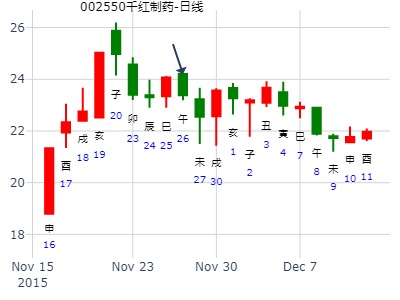 002550千红制药-日线
26
24
22
20
18
申
16
酉
17
戌
18
亥
19
子
20
卯
23
辰
24
巳
25
午
26
未
27
戌
30
亥
1
子
2
丑
3
寅
4
巳
7
午
8
未
9
申
10
酉
11
Nov 15
2015
Nov 23
Nov 30
Dec 7